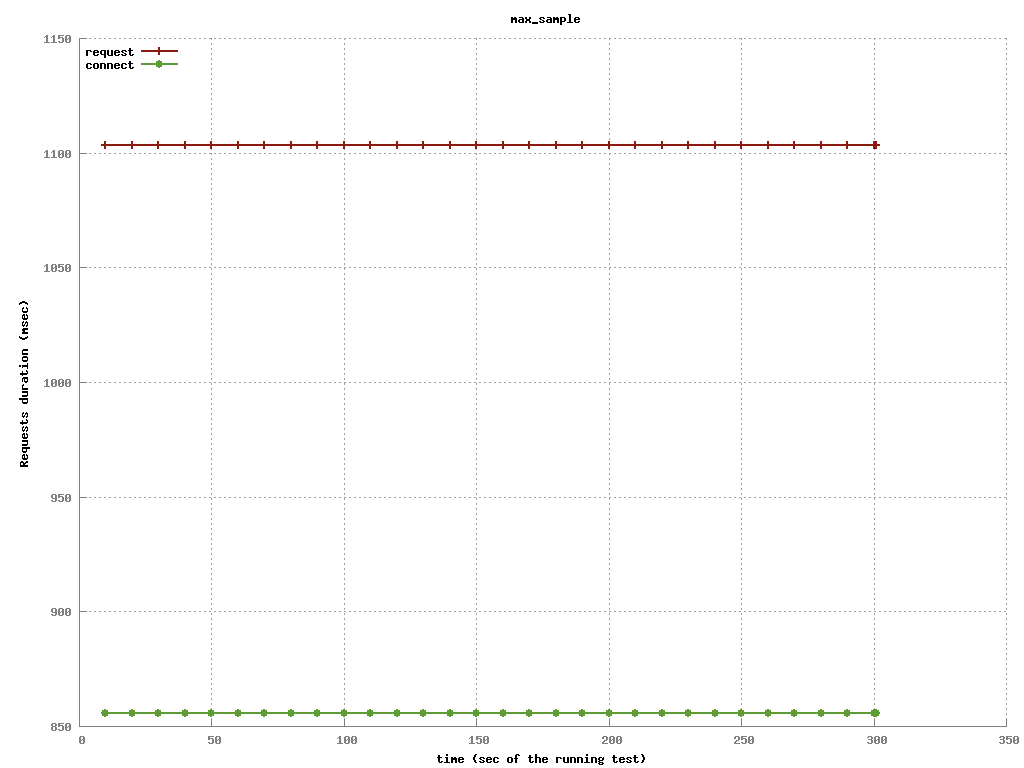 max_sample
1150
request
connect
1100
1050
1000
950
900
850
Requests duration (msec)
0 50 100 150 200 250 300 350
time (sec of the running test)